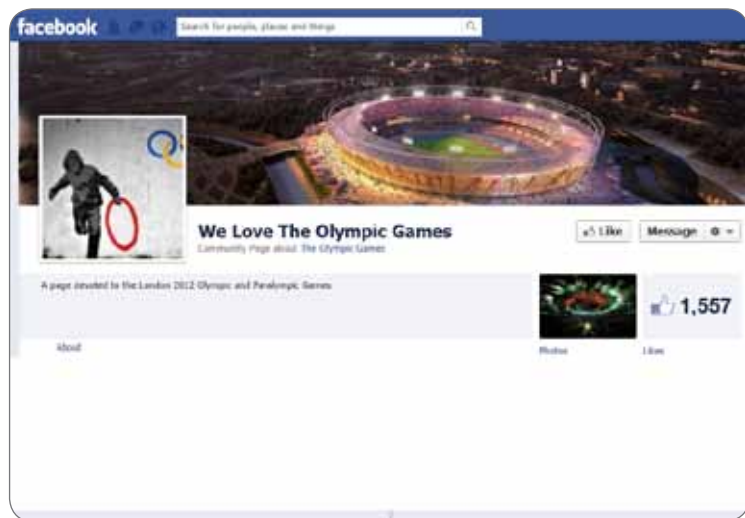 facebook
Search for people, places and things
We Love The Olympic Games
Like
Message
Community Page about The Olympic Games
A page devoted to the London 2012 Olympic and Paralympic Games
1,557
About
Photos
Likes